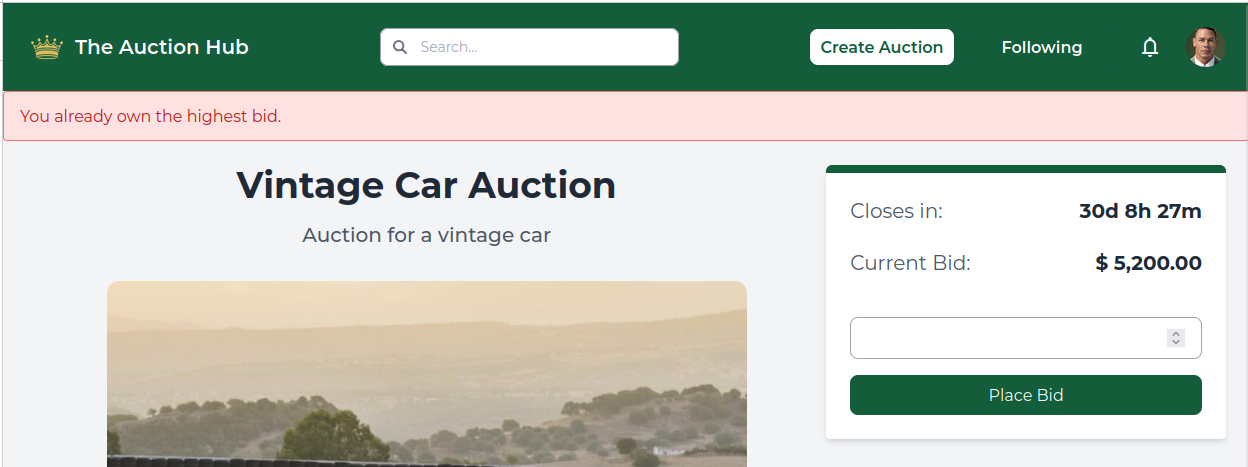 The Auction Hub
Search...
Create Auction
Following
You already own the highest bid.
Vintage Car Auction
Auction for a vintage car
Closes in:
30d 8h 27m
Current Bid:
$ 5,200.00
Place Bid